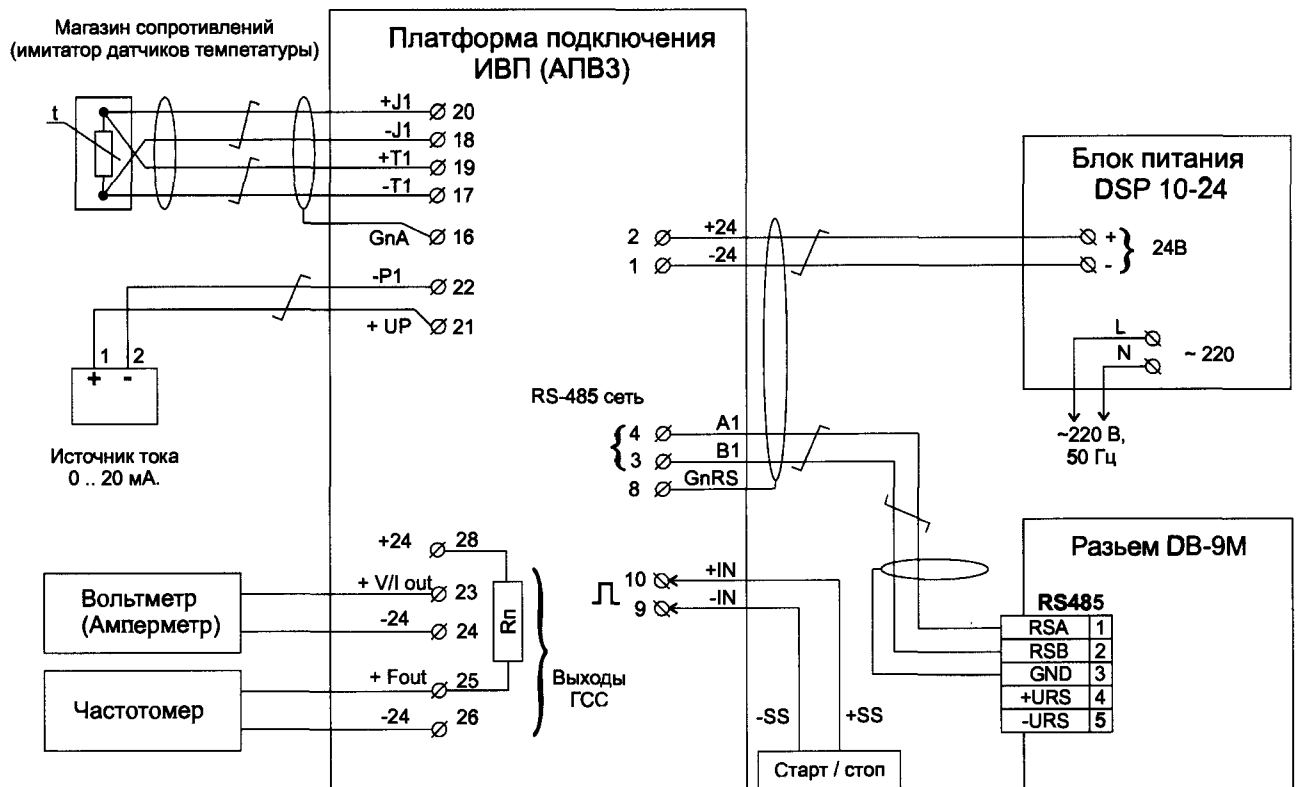 Магазин сопротивлений
(имитатор датчиков темпетатуры)
t
Платформа подключения
ИВП (АПВ3)
+J1 20
-J1 18
+T1 19
-T1 17
GnA 16
-P1 22
+ UP 21
1 2
+ -
Источник тока
0 .. 20 мА.
2 +24
1 -24
Блок питания
DSP 10-24
+
-
} 24В
L
N
~ 220
~220 В,
50 Гц
RS-485 сеть
{ 4 A1
3 B1
8 GnRS
+24 28
+ V/I out 23
-24 24
+ Fout 25
-24 26
Rп
Вольтметр
(Амперметр)
Частотомер
} Выходы
ГСС
10 +IN
9 -IN
-SS +SS
Старт / стоп
Разьем DB-9M
RS485
RSA 1
RSB 2
GND 3
+URS 4
-URS 5